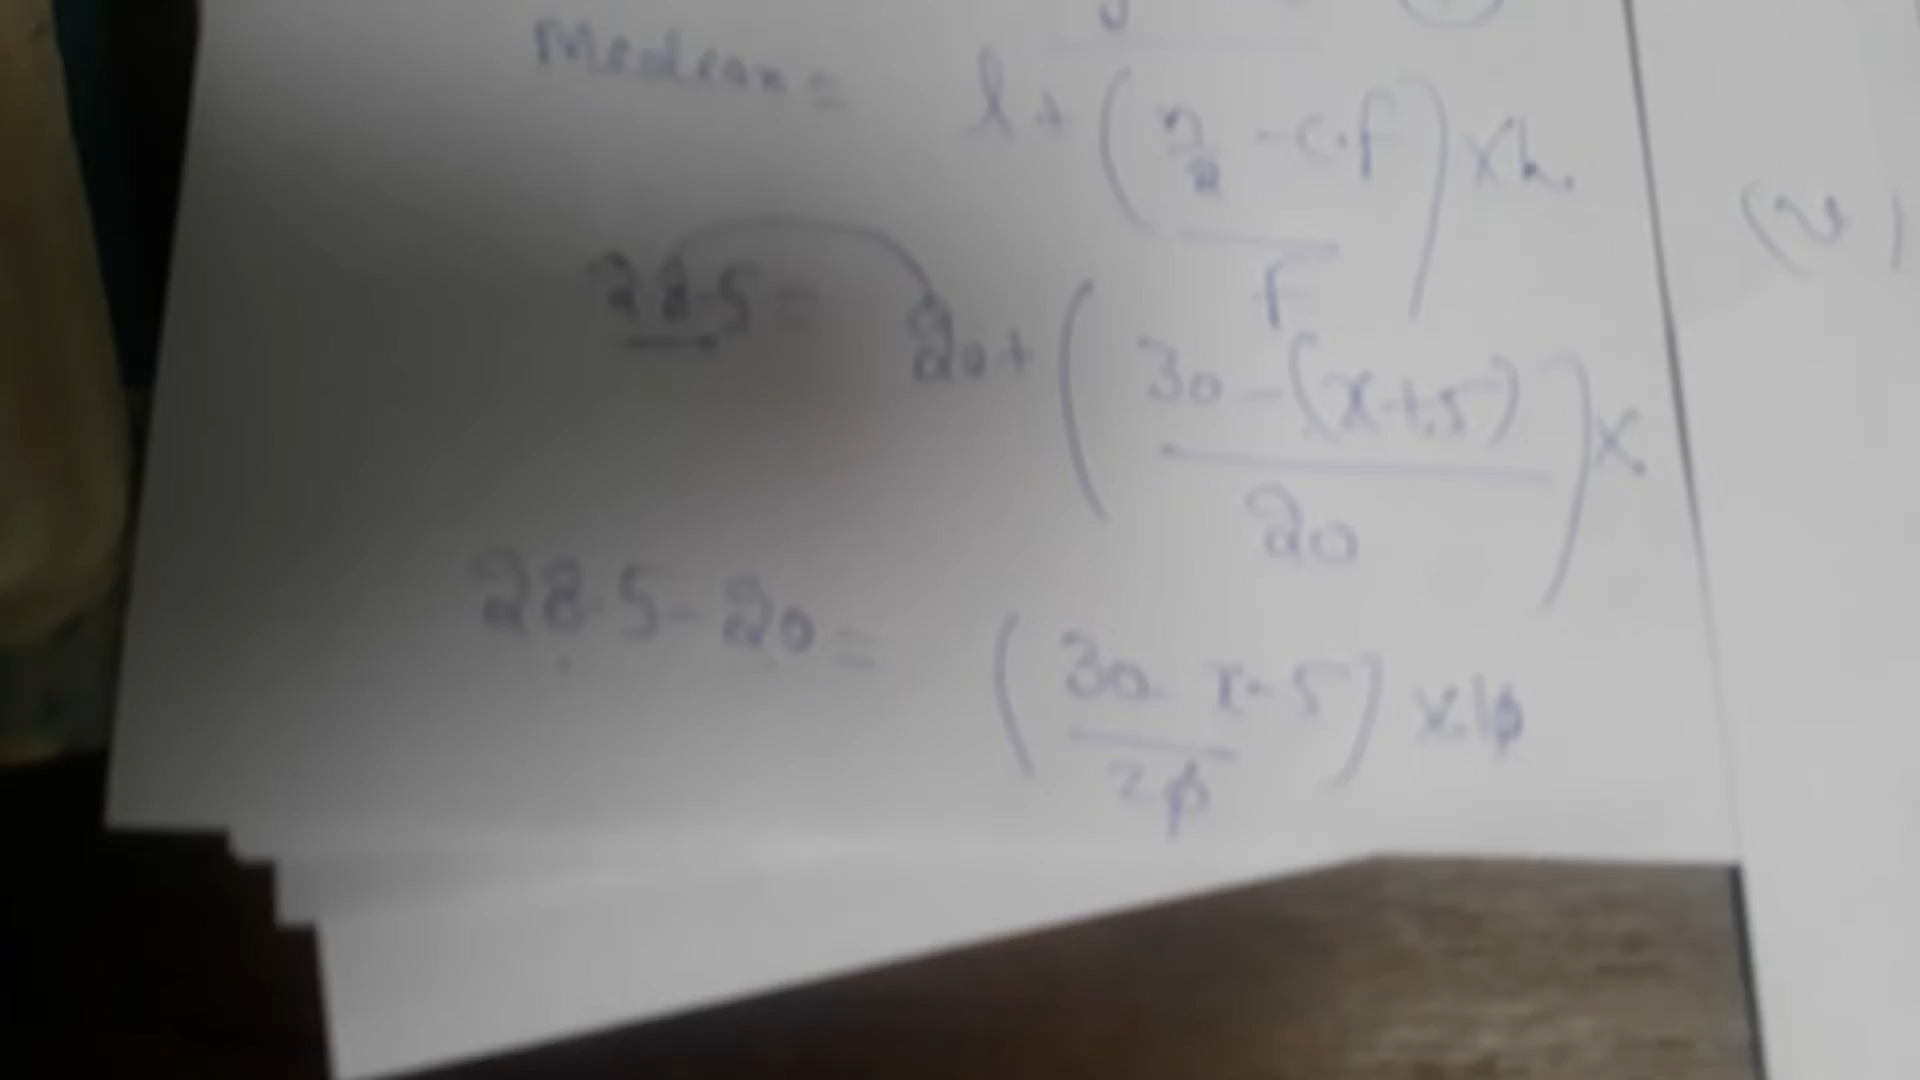 Median = l + ( n/2 - c.f / f ) x h.
(v)
28.5 = 20 + ( 30 - (x + 5) / 20 ) x
28.5 - 20 = ( 30 - x - 5 / 20 ) x 10